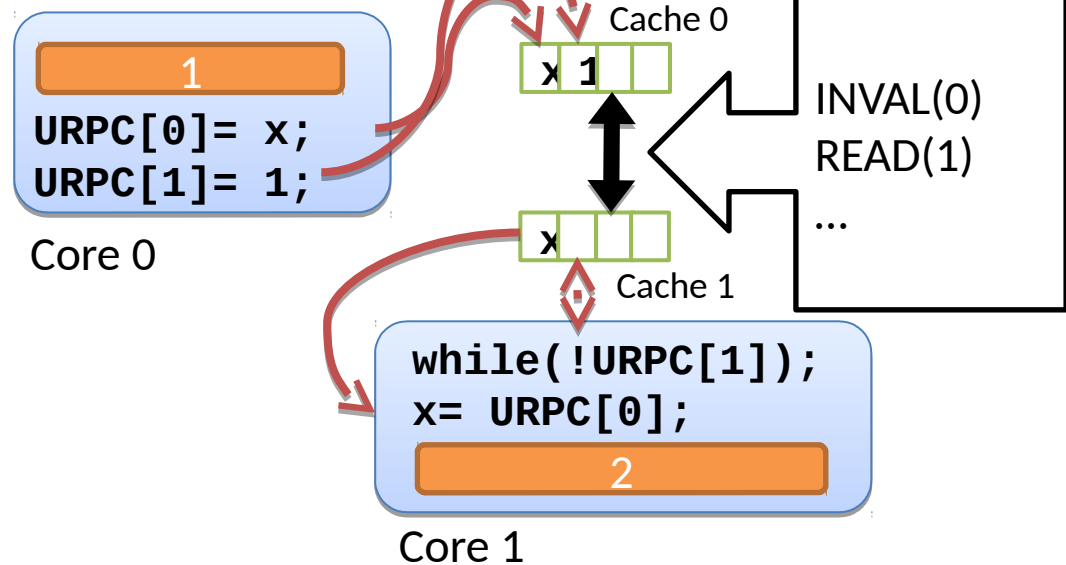 Cache 0
1
x 1
INVAL(0)
URPC[0]= x;
READ(1)
URPC[1]= 1;
...
Core 0
x
Cache 1
while(!URPC[1]);
x= URPC[0];
2
Core 1